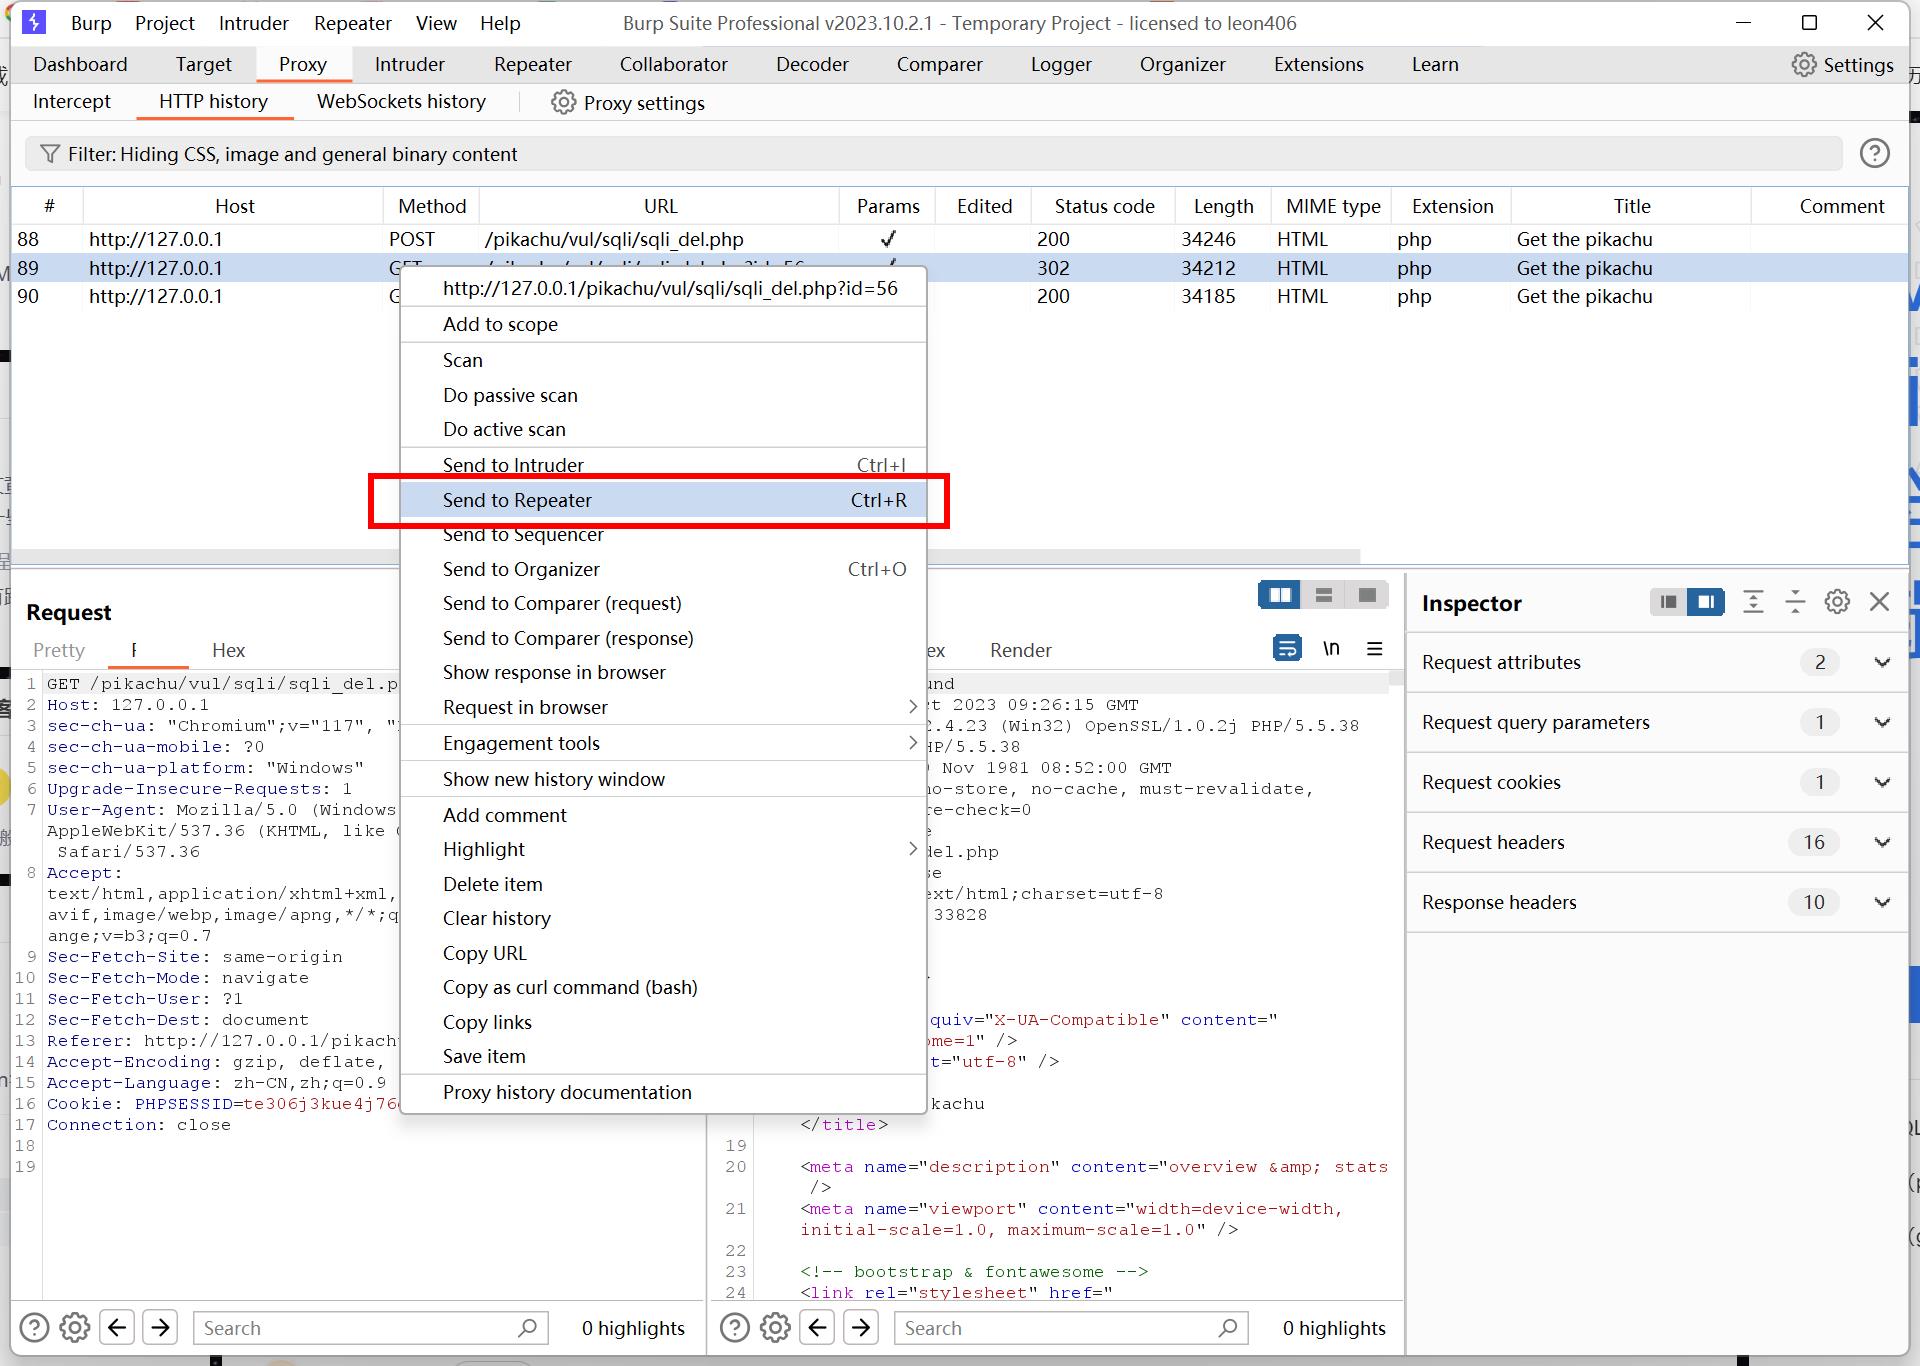 Burp Project Intruder Repeater View Help Burp Suite Professional v2023.10.2.1 - Temporary Project - licensed to leon406
Dashboard Target Proxy Intruder Repeater Collaborator Decoder Comparer Logger Organizer Extensions Learn Settings
Intercept HTTP history WebSockets history Proxy settings
Filter: Hiding CSS, image and general binary content
# Host Method URL Params Edited Status code Length MIME type Extension Title Comment
88 http://127.0.0.1 POST /pikachu/vul/sqli/sqli_del.php ✓ 200 34246 HTML php Get the pikachu
89 http://127.0.0.1 GET 302 34212 HTML php Get the pikachu
90 http://127.0.0.1 200 34185 HTML php Get the pikachu
http://127.0.0.1/pikachu/vul/sqli/sqli_del.php?id=56
Add to scope
Scan
Do passive scan
Do active scan
Send to Intruder Ctrl+I
Send to Repeater Ctrl+R
Send to Sequencer
Send to Organizer Ctrl+O
Send to Comparer (request)
Send to Comparer (response)
Show response in browser
Request in browser
Engagement tools
Show new history window
Add comment
Highlight
Delete item
Clear history
Copy URL
Copy as curl command (bash)
Copy links
Save item
Proxy history documentation
Request
Pretty Hex
1 GET /pikachu/vul/sqli/sqli_del.p
2 Host: 127.0.0.1
3 sec-ch-ua: "Chromium";v="117", "
4 sec-ch-ua-mobile: ?0
5 sec-ch-ua-platform: "Windows"
6 Upgrade-Insecure-Requests: 1
7 User-Agent: Mozilla/5.0 (Windows
AppleWebKit/537.36 (KHTML, like
Safari/537.36
8 Accept:
text/html,application/xhtml+xml,
avif,image/webp,image/apng,*/*;q
ange;v=b3;q=0.7
9 Sec-Fetch-Site: same-origin
10 Sec-Fetch-Mode: navigate
11 Sec-Fetch-User: ?1
12 Sec-Fetch-Dest: document
13 Referer: http://127.0.0.1/pikach
14 Accept-Encoding: gzip, deflate,
15 Accept-Language: zh-CN,zh;q=0.9
16 Cookie: PHPSESSID=te306j3kue4j76
17 Connection: close
18
19
Search 0 highlights
ex Render \n
und
t 2023 09:26:15 GMT
2.4.23 (Win32) OpenSSL/1.0.2j PHP/5.5.38
HP/5.5.38
Nov 1981 08:52:00 GMT
no-store, no-cache, must-revalidate,
re-check=0
e
del.php
se
ext/html;charset=utf-8
33828
quiv="X-UA-Compatible" content="
ome=1" />
t="utf-8" />
kachu
</title>
19
20 <meta name="description" content="overview &amp; stats
/>
21 <meta name="viewport" content="width=device-width,
initial-scale=1.0, maximum-scale=1.0" />
22
23 <!-- bootstrap & fontawesome -->
24 <link rel="stylesheet" href="
Search 0 highlights
Inspector
Request attributes 2
Request query parameters 1
Request cookies 1
Request headers 16
Response headers 10